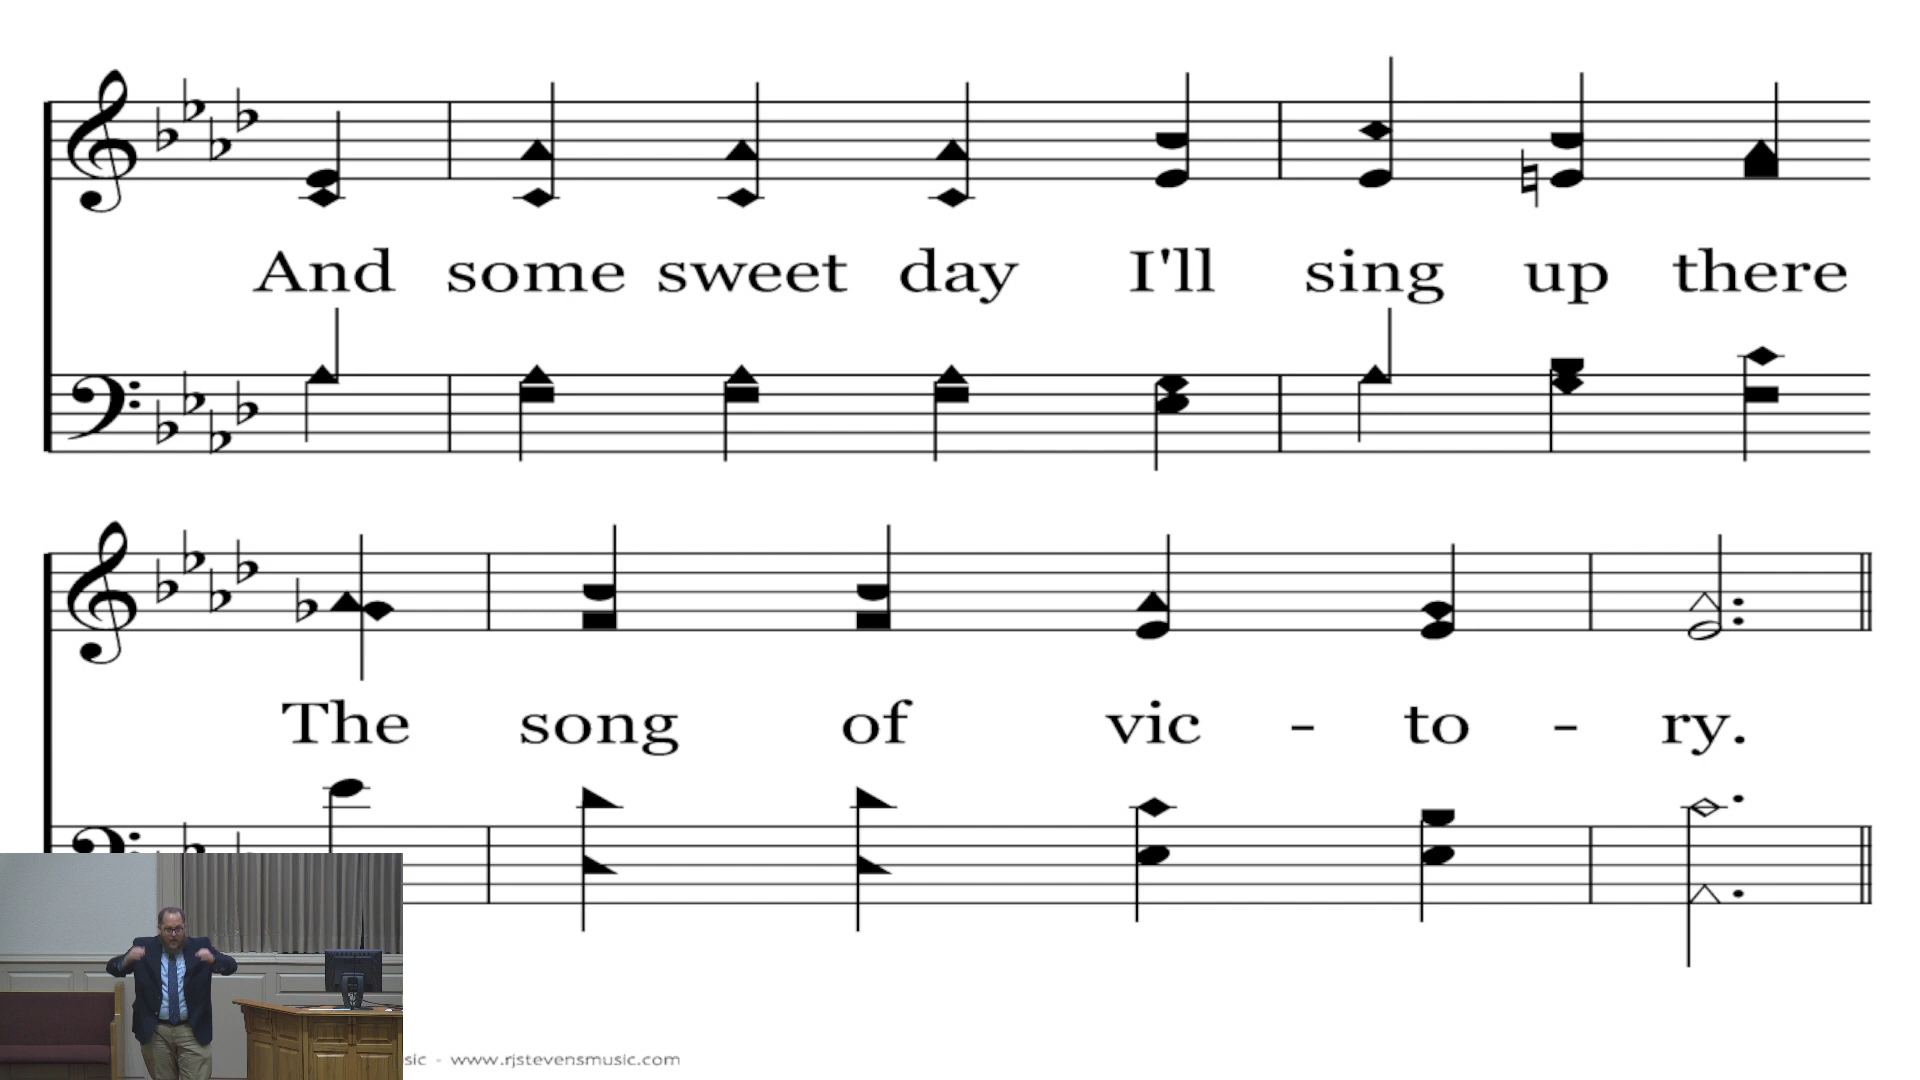 And some sweet day I'll sing up there
The song of vic - to - ry.
sic - www.rjstevensmusic.com